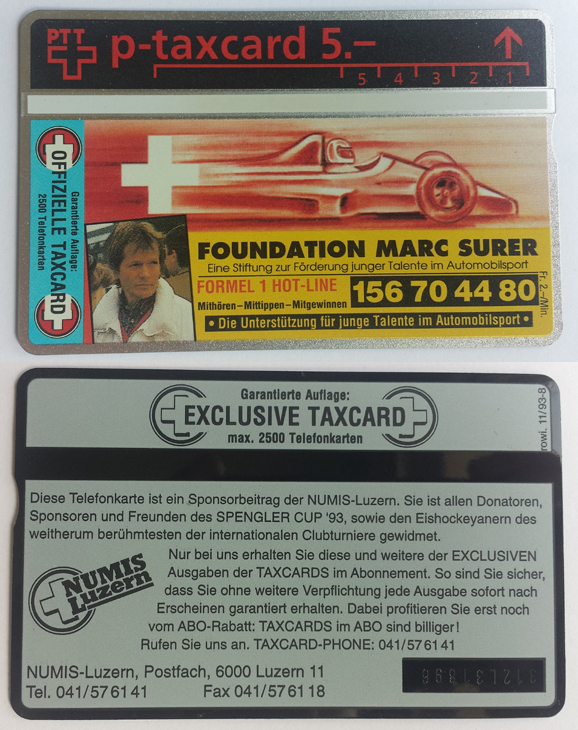 PTT
p-taxcard 5.–
5 4 3 2 1
OFFIZIELLE TAXCARD
Garantierte Auflage:
2500 Telefonkarten
FOUNDATION MARC SURER
Eine Stiftung zur Förderung junger Talente im Automobilsport
FORMEL 1 HOT-LINE
Mithören–Mittippen–Mitgewinnen
156 70 44 80
Fr. 2.–/Min.
• Die Unterstützung für junge Talente im Automobilsport •
Garantierte Auflage:
EXCLUSIVE TAXCARD
max. 2500 Telefonkarten
rowi. 11/93-8
Diese Telefonkarte ist ein Sponsorbeitrag der NUMIS-Luzern. Sie ist allen Donatoren,
Sponsoren und Freunden des SPENGLER CUP '93, sowie den Eishockeyanern des
weitherum berühmtesten der internationalen Clubturniere gewidmet.
NUMIS
Luzern
Nur bei uns erhalten Sie diese und weitere der EXCLUSIVEN
Ausgaben der TAXCARDS im Abonnement. So sind Sie sicher,
dass Sie ohne weitere Verpflichtung jede Ausgabe sofort nach
Erscheinen garantiert erhalten. Dabei profitieren Sie erst noch
vom ABO-Rabatt: TAXCARDS im ABO sind billiger!
Rufen Sie uns an. TAXCARD-PHONE: 041/57 61 41
NUMIS-Luzern, Postfach, 6000 Luzern 11
Tel. 041/57 61 41 Fax 041/57 61 18